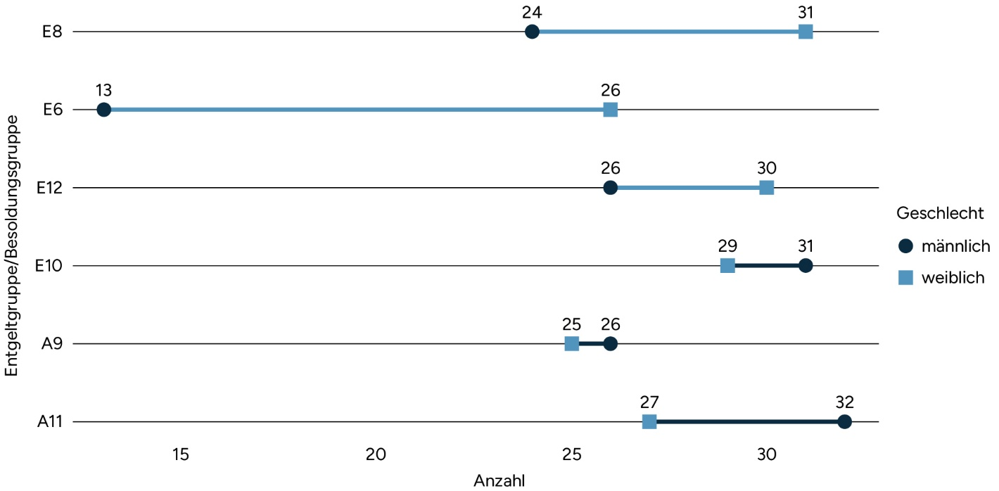 24 31
E8
13 26
E6
26 30
E12
29 31
E10
25 26
A9
27 32
A11
15 20 25 30
Anzahl
Entgeltgruppe/Besoldungsgruppe
Geschlecht
männlich
weiblich